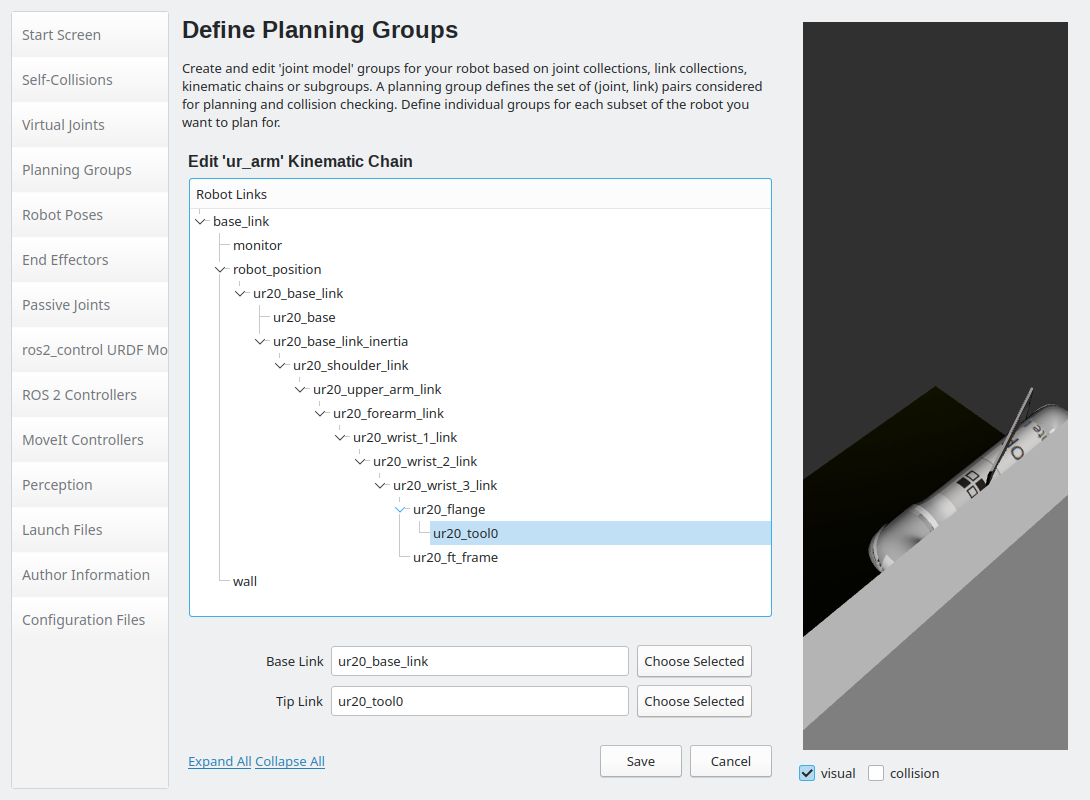 Start Screen
Self-Collisions
Virtual Joints
Planning Groups
Robot Poses
End Effectors
Passive Joints
ros2_control URDF Mo
ROS 2 Controllers
MoveIt Controllers
Perception
Launch Files
Author Information
Configuration Files
Define Planning Groups
Create and edit 'joint model' groups for your robot based on joint collections, link collections,
kinematic chains or subgroups. A planning group defines the set of (joint, link) pairs considered
for planning and collision checking. Define individual groups for each subset of the robot you
want to plan for.
Edit 'ur_arm' Kinematic Chain
Robot Links
base_link
monitor
robot_position
ur20_base_link
ur20_base
ur20_base_link_inertia
ur20_shoulder_link
ur20_upper_arm_link
ur20_forearm_link
ur20_wrist_1_link
ur20_wrist_2_link
ur20_wrist_3_link
ur20_flange
ur20_tool0
ur20_ft_frame
wall
Base Link ur20_base_link Choose Selected
Tip Link ur20_tool0 Choose Selected
Expand All Collapse All Save Cancel
visual collision